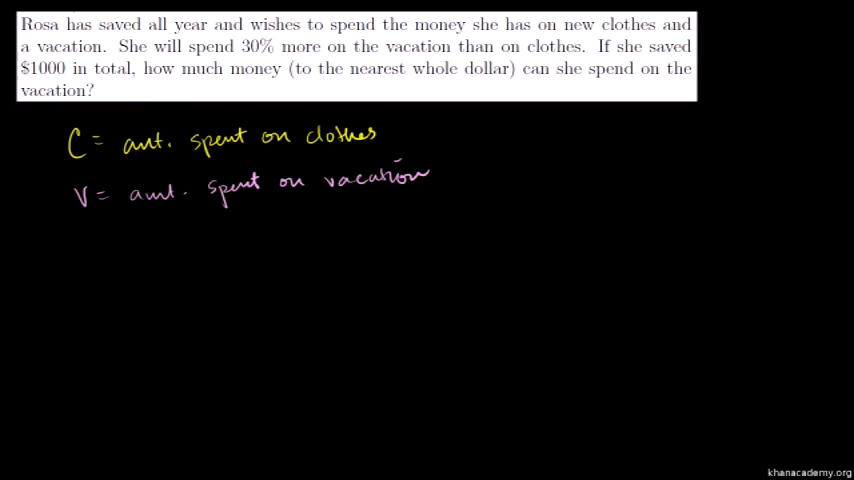 Rosa has saved all year and wishes to spend the money she has on new clothes and
a vacation. She will spend 30% more on the vacation than on clothes. If she saved
$1000 in total, how much money (to the nearest whole dollar) can she spend on the
vacation?
C = amt. spent on clothes
V = amt. spent on vacation
khanacademy.org